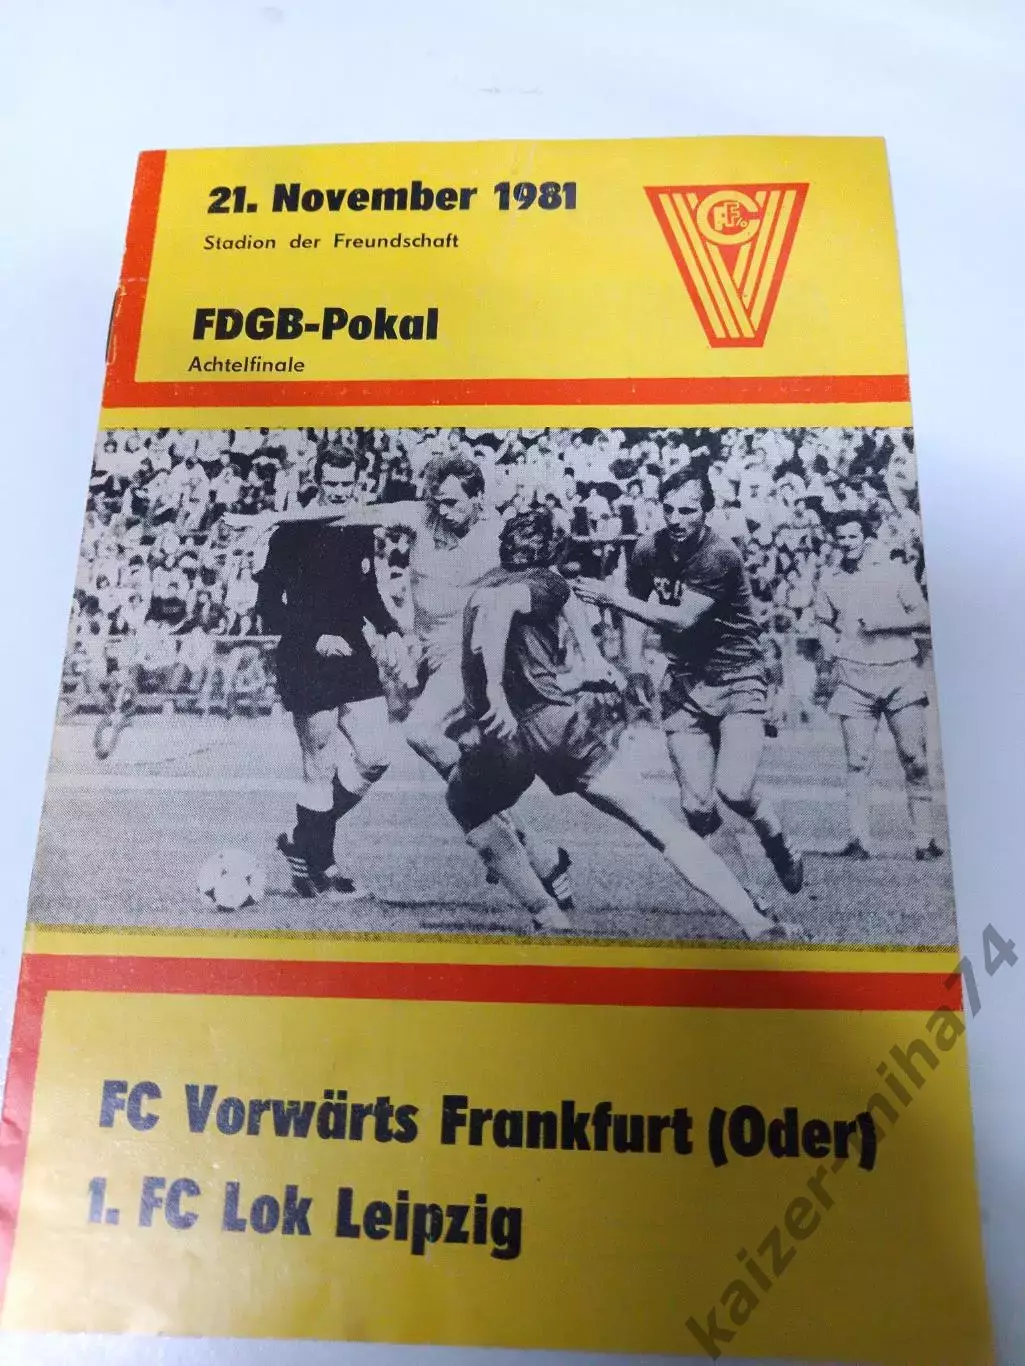 21. November 1981
Stadion der Freundschaft
FDGB-Pokal
Achtelfinale
FC Vorwärts Frankfurt (Oder)
1. FC Lok Leipzig
kaizer-miha74